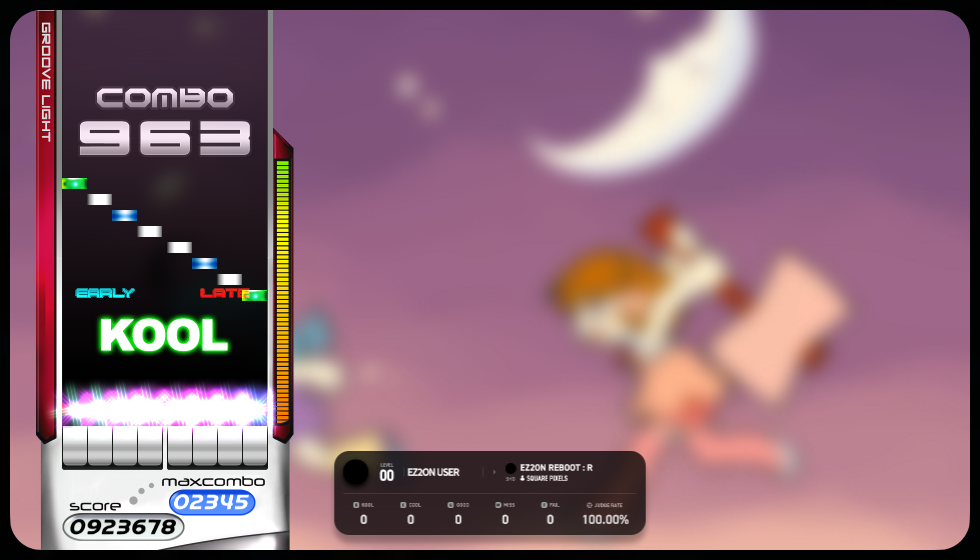 GROOVE LIGHT
COMBO
963
EARLY LATE
KOOL
maxcombo
02345
score
0923678
LEVEL
00
EZ2ON USER
EZ2ON REBOOT : R
SQUARE PIXELS
KOOL COOL GOOD MISS FAIL JUDGE RATE
0 0 0 0 0 100.00%